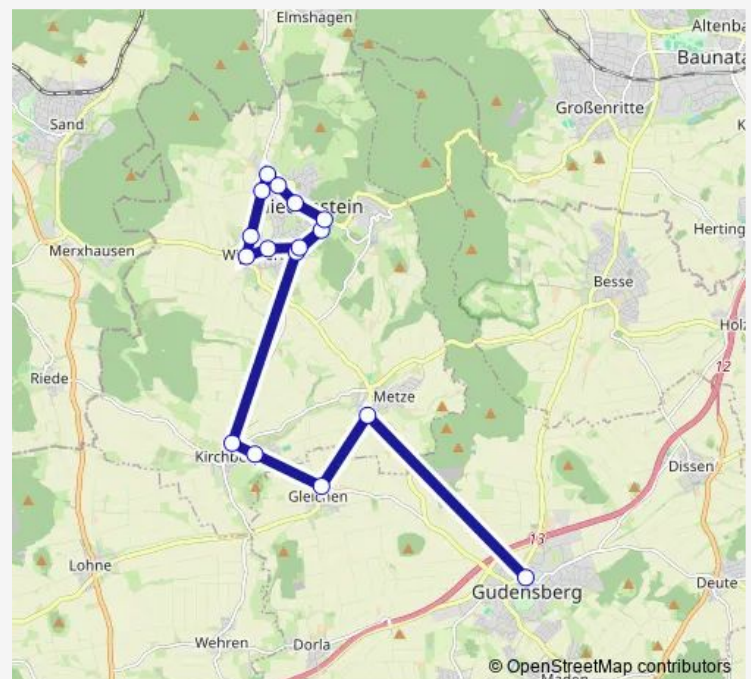 Elmshagen
Altenba
Baunata
Großenritte
Sand
Merxhausen
Herting
Besse
Holz
12
Riede
Metze
Kirchbe
Dissen
Gleichen
13
Lohne
Gudensberg
Deute
Wehren
Dorla
© OpenStreetMap contributors